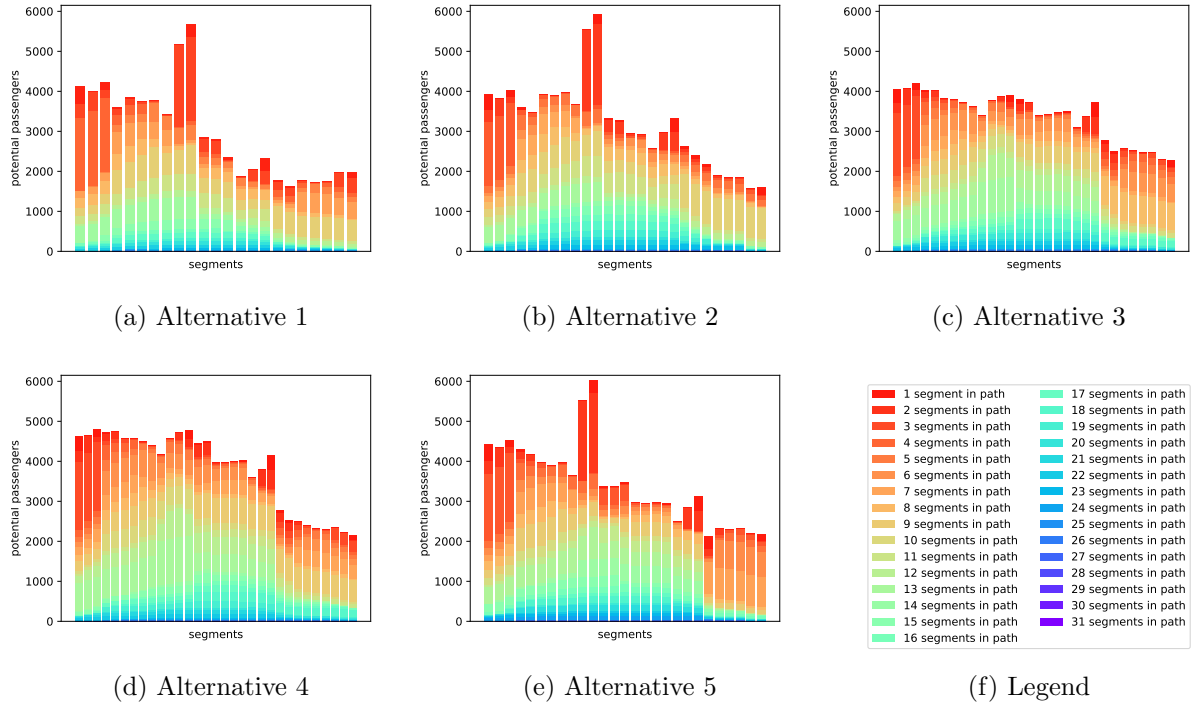 6000
5000
4000
3000
2000
1000
0
potential passengers
segments
(a) Alternative 1
6000
5000
4000
3000
2000
1000
0
potential passengers
segments
(b) Alternative 2
6000
5000
4000
3000
2000
1000
0
potential passengers
segments
(c) Alternative 3
6000
5000
4000
3000
2000
1000
0
potential passengers
segments
(d) Alternative 4
6000
5000
4000
3000
2000
1000
0
potential passengers
segments
(e) Alternative 5
1 segment in path
2 segments in path
3 segments in path
4 segments in path
5 segments in path
6 segments in path
7 segments in path
8 segments in path
9 segments in path
10 segments in path
11 segments in path
12 segments in path
13 segments in path
14 segments in path
15 segments in path
16 segments in path
17 segments in path
18 segments in path
19 segments in path
20 segments in path
21 segments in path
22 segments in path
23 segments in path
24 segments in path
25 segments in path
26 segments in path
27 segments in path
28 segments in path
29 segments in path
30 segments in path
31 segments in path
(f) Legend